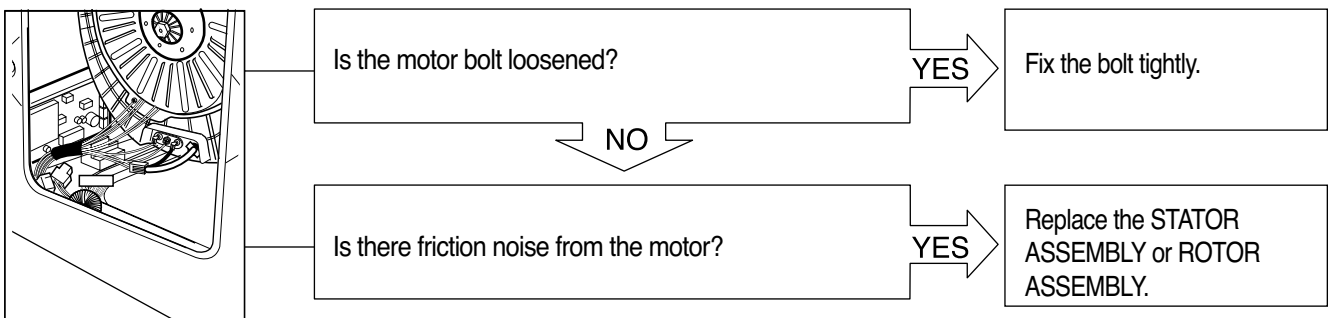 Is the motor bolt loosened?
YES
Fix the bolt tightly.
NO
Is there friction noise from the motor?
YES
Replace the STATOR
ASSEMBLY or ROTOR
ASSEMBLY.